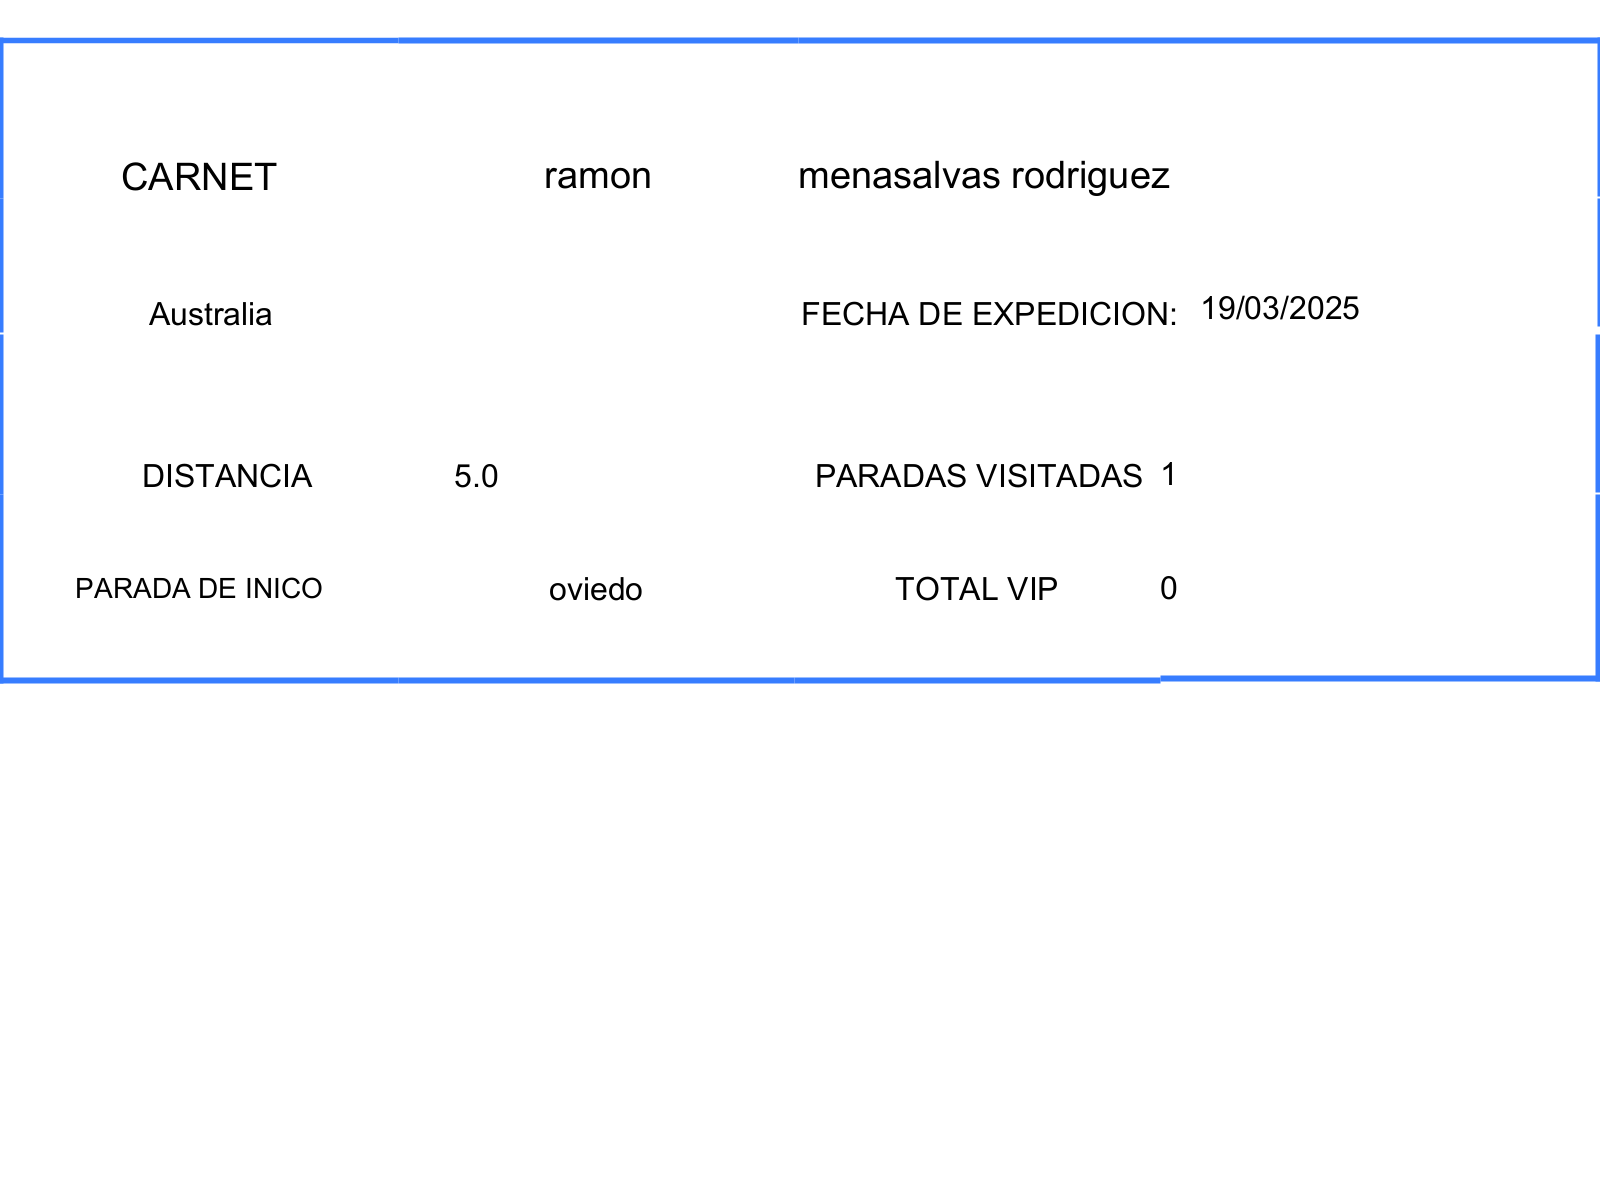 CARNET ramon menasalvas rodriguez
Australia FECHA DE EXPEDICION: 19/03/2025
DISTANCIA 5.0 PARADAS VISITADAS 1
PARADA DE INICO oviedo TOTAL VIP 0